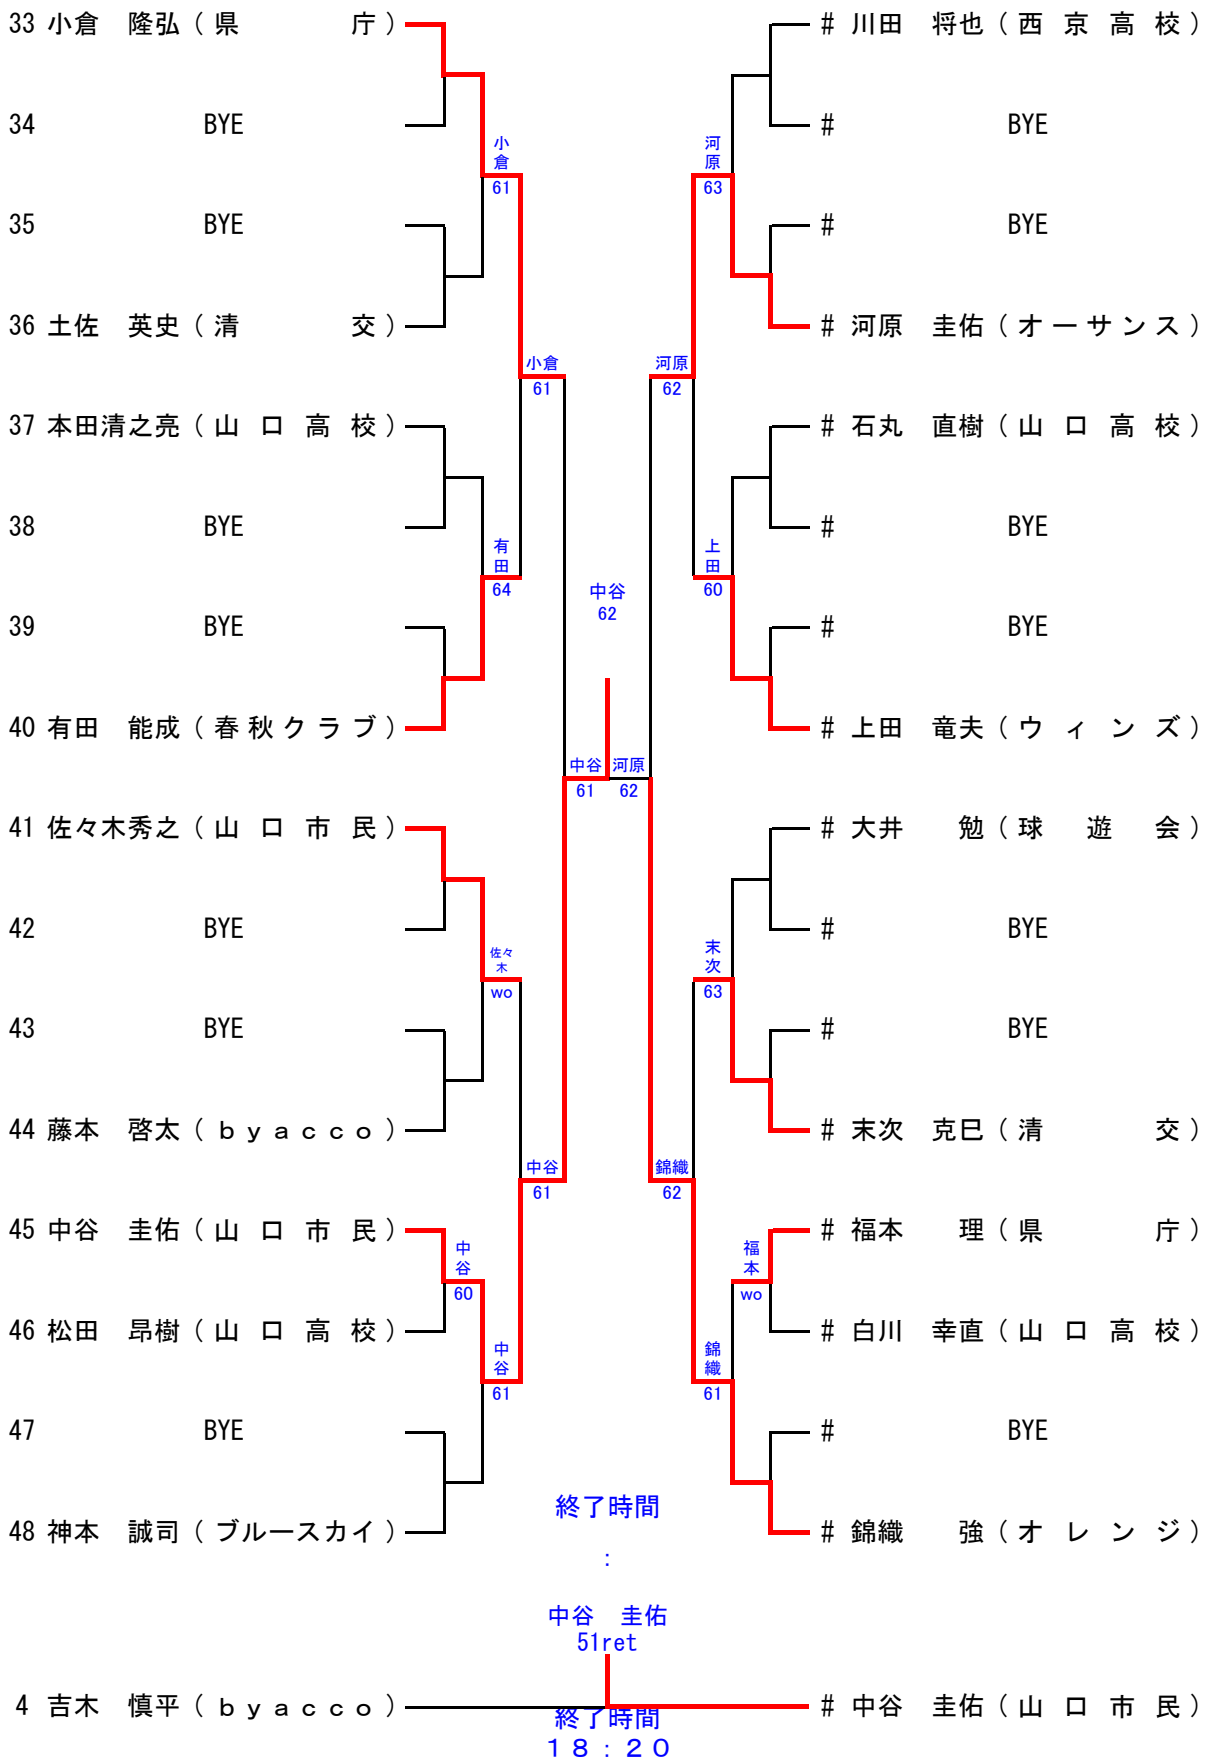 33 小倉　隆弘（県　　　　庁）
34 BYE
小倉
61
35 BYE
36 土佐　英史（清　　　　交）
小倉
61
37 本田清之亮（山口高校）
38 BYE
有田
64
39 BYE
40 有田　能成（春秋クラブ）
中谷
61
41 佐々木秀之（山口市民）
42 BYE
佐々木
wo
43 BYE
44 藤本　啓太（ｂｙａｃｃｏ）
中谷
61
45 中谷　圭佑（山口市民）
中谷
60
46 松田　昂樹（山口高校）
中谷
61
47 BYE
48 神本　誠司（ブルースカイ）
中谷
62
# 川田　将也（西京高校）
# BYE
河原
63
# BYE
# 河原　圭佑（オーサンス）
河原
62
# 石丸　直樹（山口高校）
# BYE
上田
60
# BYE
# 上田　竜夫（ウィンズ）
河原
62
# 大井　　勉（球遊会）
# BYE
末次
63
# BYE
# 末次　克巳（清　　　　交）
錦織
62
# 福本　　理（県　　　　庁）
福本
wo
# 白川　幸直（山口高校）
錦織
61
# BYE
# 錦織　　強（オレンジ）
終了時間
：
中谷　圭佑
51ret
4 吉木　慎平（ｂｙａｃｃｏ）
# 中谷　圭佑（山口市民）
終了時間
１８：２０